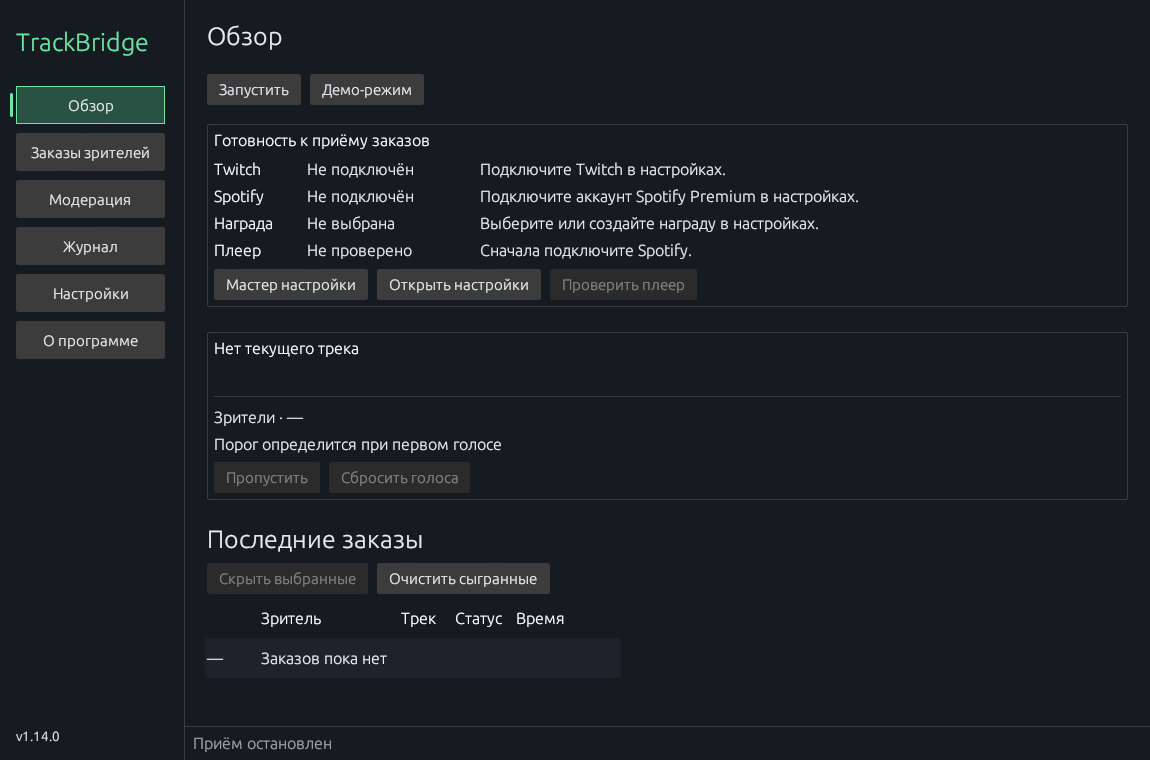 TrackBridge
Обзор
Заказы зрителей
Модерация
Журнал
Настройки
О программе
v1.14.0
Обзор
Запустить Демо-режим
Готовность к приёму заказов
Twitch Не подключён Подключите Twitch в настройках.
Spotify Не подключён Подключите аккаунт Spotify Premium в настройках.
Награда Не выбрана Выберите или создайте награду в настройках.
Плеер Не проверено Сначала подключите Spotify.
Мастер настройки Открыть настройки Проверить плеер
Нет текущего трека
Зрители · —
Порог определится при первом голосе
Пропустить Сбросить голоса
Последние заказы
Скрыть выбранные Очистить сыгранные
Зритель Трек Статус Время
— Заказов пока нет
Приём остановлен